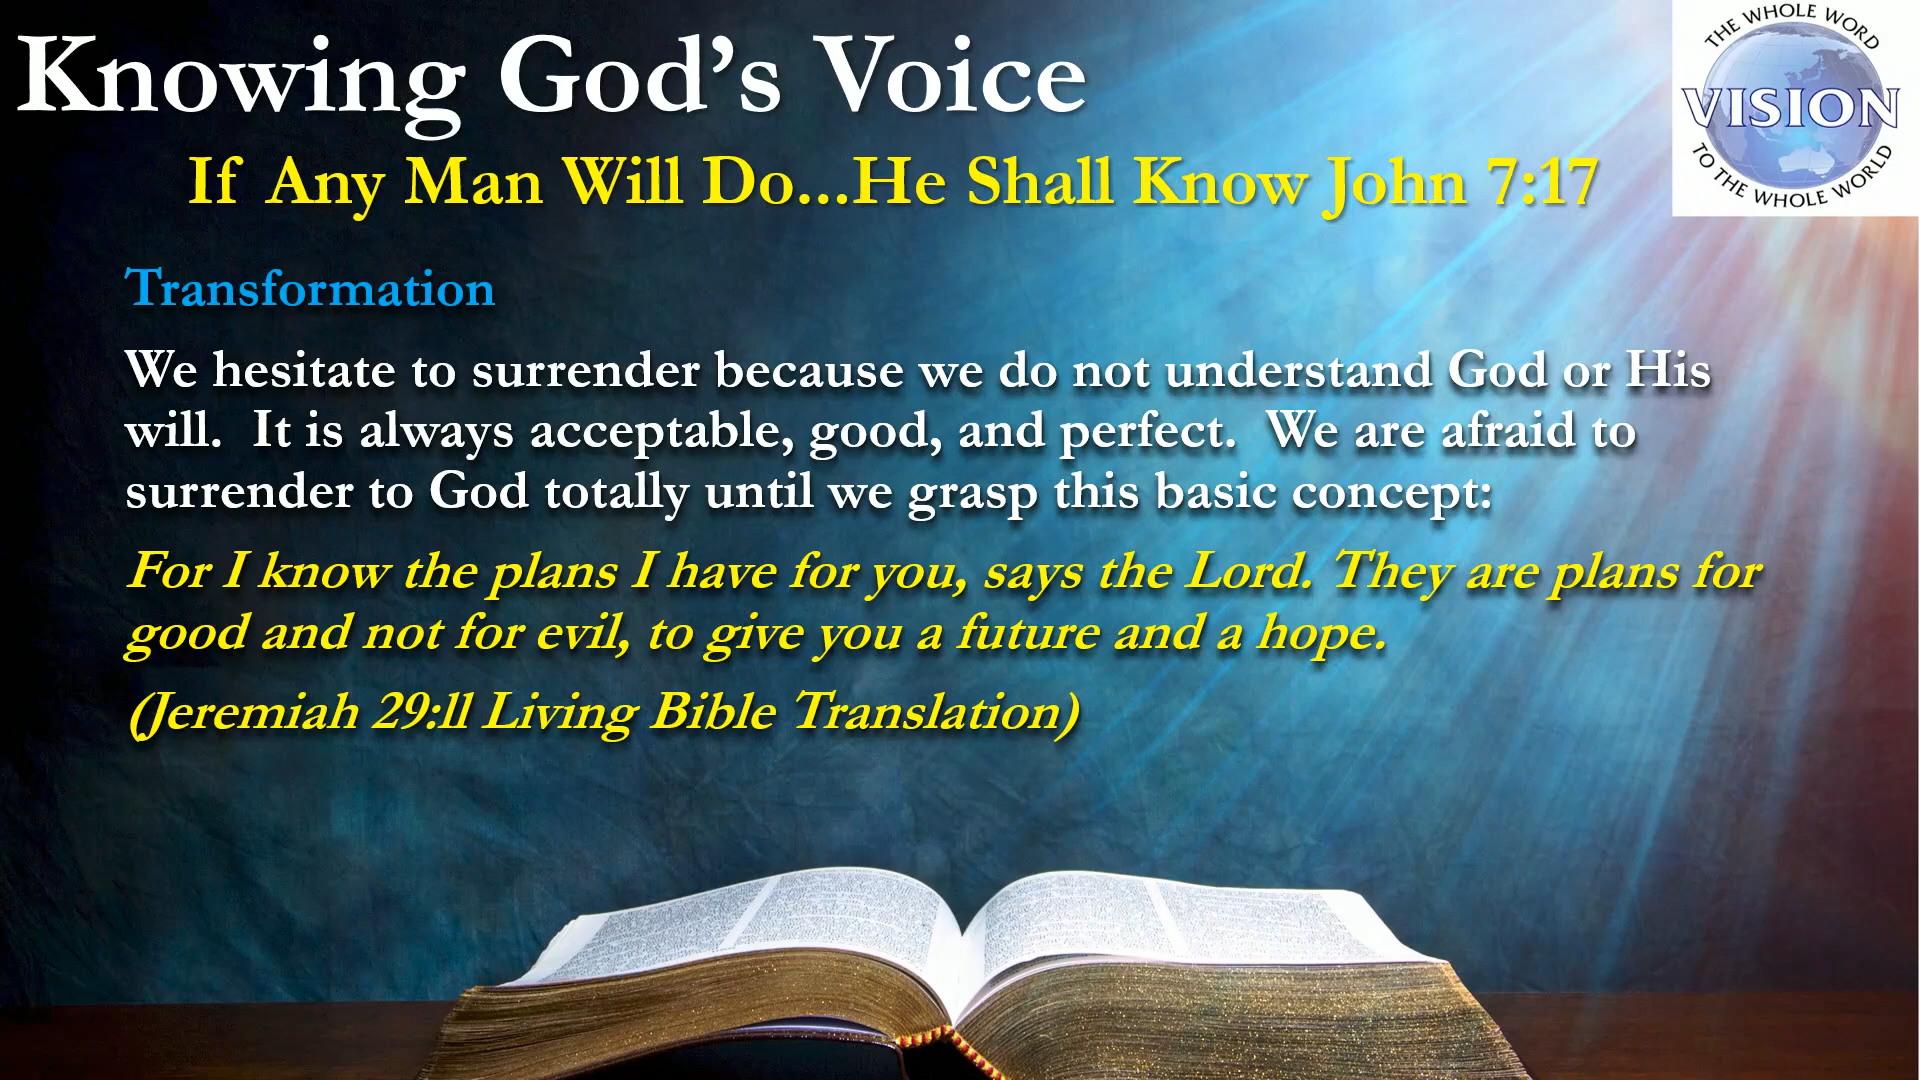 Knowing God’s Voice
If Any Man Will Do...He Shall Know John 7:17
THE WHOLE WORD
VISION
TO THE WHOLE WORLD
Transformation
We hesitate to surrender because we do not understand God or His
will.  It is always acceptable, good, and perfect.  We are afraid to
surrender to God totally until we grasp this basic concept:
For I know the plans I have for you, says the Lord. They are plans for
good and not for evil, to give you a future and a hope.
(Jeremiah 29:ll Living Bible Translation)